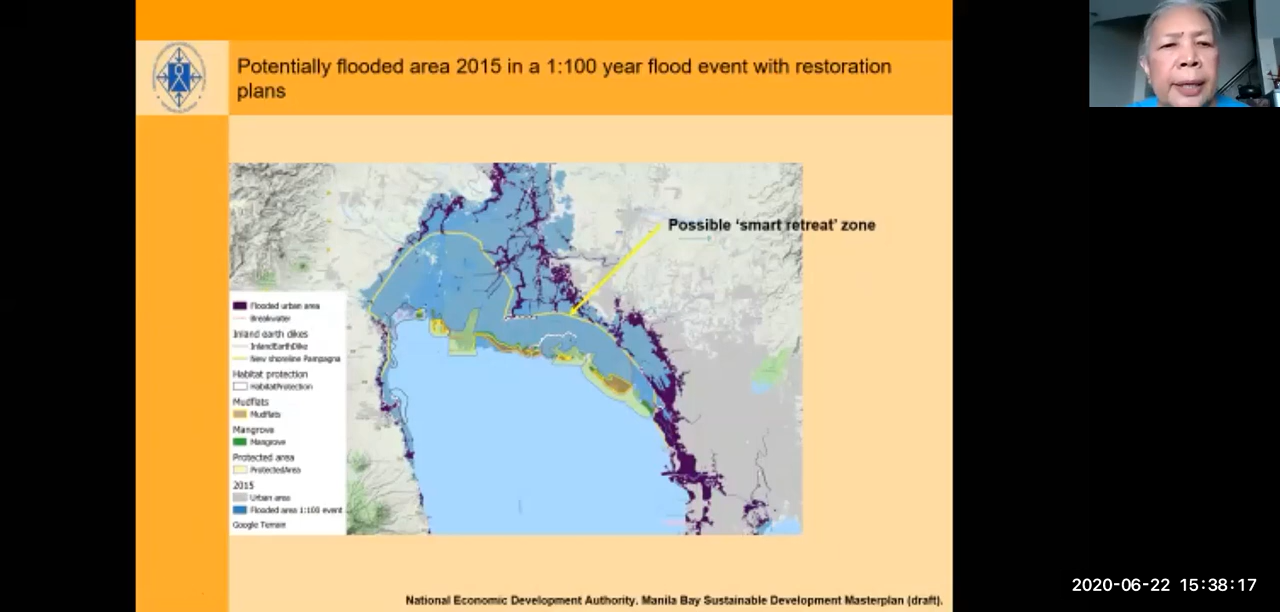 Potentially flooded area 2015 in a 1:100 year flood event with restoration
plans
Possible ‘smart retreat’ zone
Flooded urban area
Breakwater
Inland earth dikes
InlandEarthDike
New shoreline Pampagna
Habitat protection
HabitatProtection
Mudflats
Mudflats
Mangrove
Mangrove
Protected area
ProtectedArea
2015
Urban area
Flooded area 1:100 event
Google Terrain
National Economic Development Authority. Manila Bay Sustainable Development Masterplan (draft).
2020-06-22 15:38:17